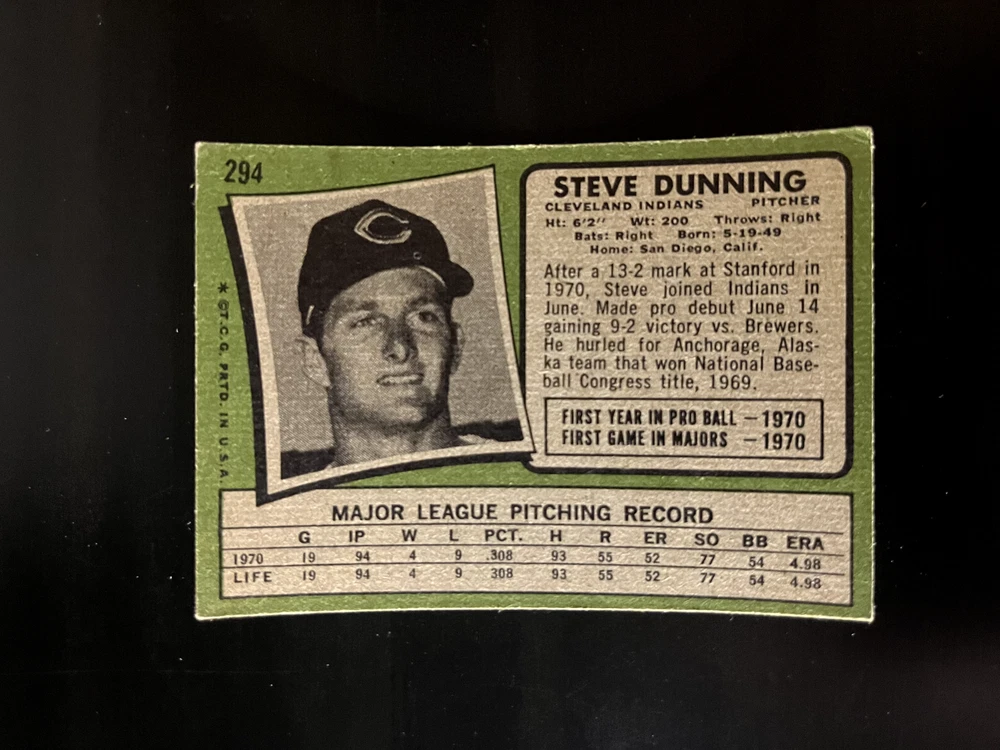 294
STEVE DUNNING
CLEVELAND INDIANS PITCHER
Ht: 6'2" Wt: 200 Throws: Right
Bats: Right Born: 5-19-49
Home: San Diego, Calif.
After a 13-2 mark at Stanford in
1970, Steve joined Indians in
June. Made pro debut June 14
gaining 9-2 victory vs. Brewers.
He hurled for Anchorage, Alas-
ka team that won National Base-
ball Congress title, 1969.
FIRST YEAR IN PRO BALL — 1970
FIRST GAME IN MAJORS — 1970
* ©T.C.G. PRTD. IN U.S.A.
MAJOR LEAGUE PITCHING RECORD
G IP W L PCT. H R ER SO BB ERA
1970 19 94 4 9 .308 93 55 52 77 54 4.98
LIFE 19 94 4 9 308 93 55 52 77 54 4.98